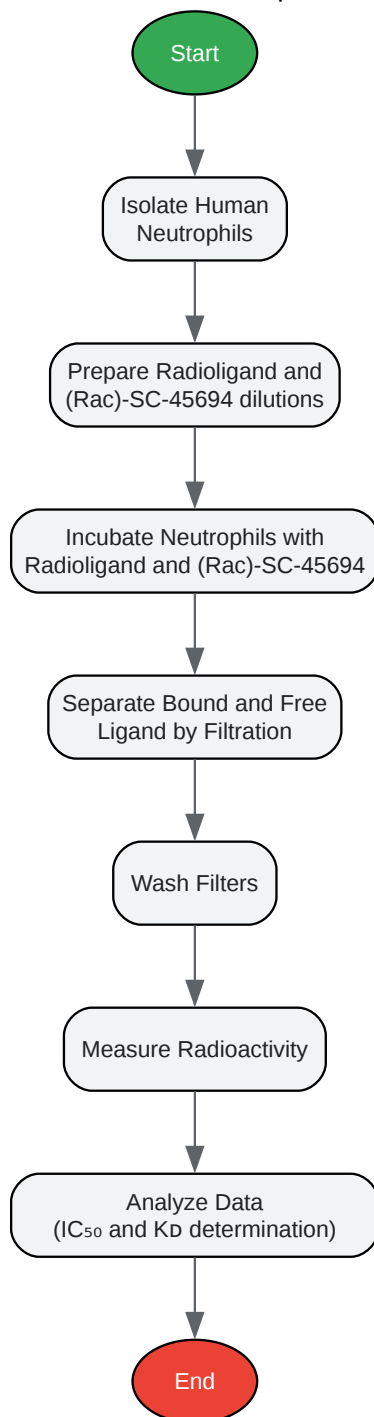 Start
Isolate Human
Neutrophils
Prepare Radioligand and
(Rac)-SC-45694 dilutions
Incubate Neutrophils with
Radioligand and (Rac)-SC-45694
Separate Bound and Free
Ligand by Filtration
Wash Filters
Measure Radioactivity
Analyze Data
(IC₅₀ and Kᴅ determination)
End